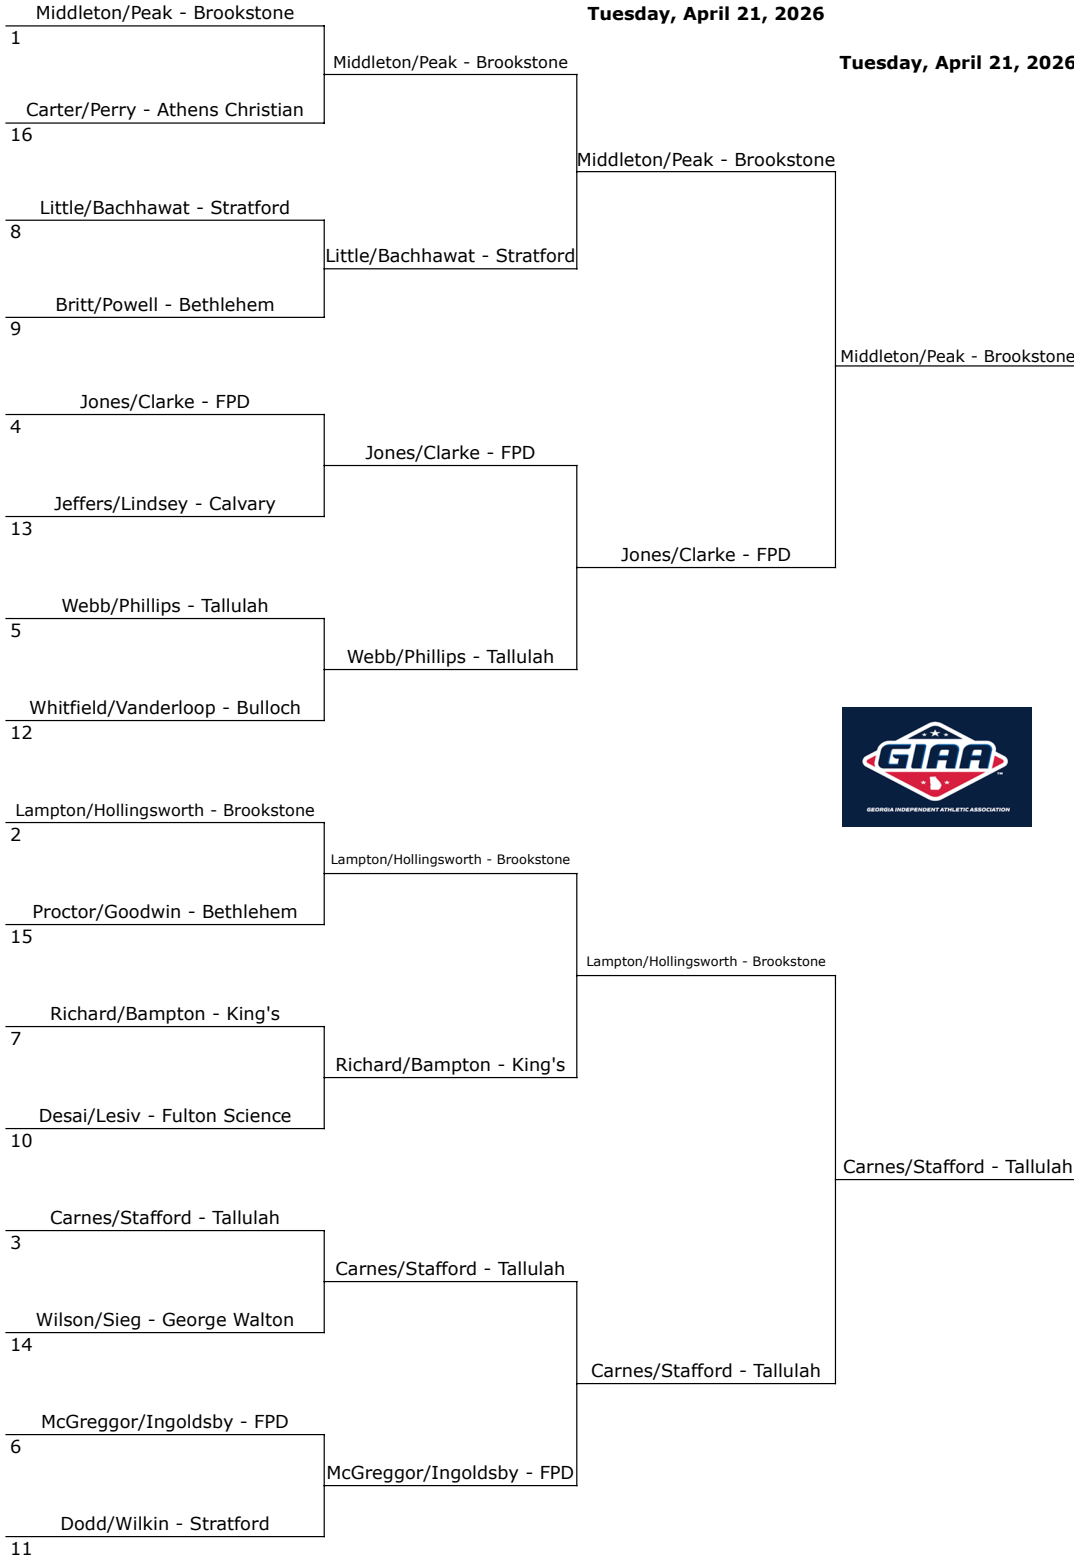 Middleton/Peak - Brookstone
Tuesday, April 21, 2026
1
Middleton/Peak - Brookstone
Tuesday, April 21, 2026
Carter/Perry - Athens Christian
16
Middleton/Peak - Brookstone
Little/Bachhawat - Stratford
8
Little/Bachhawat - Stratford
Britt/Powell - Bethlehem
9
Middleton/Peak - Brookstone
Jones/Clarke - FPD
4
Jones/Clarke - FPD
Jeffers/Lindsey - Calvary
13
Jones/Clarke - FPD
Webb/Phillips - Tallulah
5
Webb/Phillips - Tallulah
Whitfield/Vanderloop - Bulloch
12
GIAA
TM
GEORGIA INDEPENDENT ATHLETIC ASSOCIATION
Lampton/Hollingsworth - Brookstone
2
Lampton/Hollingsworth - Brookstone
Proctor/Goodwin - Bethlehem
15
Lampton/Hollingsworth - Brookstone
Richard/Bampton - King's
7
Richard/Bampton - King's
Desai/Lesiv - Fulton Science
10
Carnes/Stafford - Tallulah
Carnes/Stafford - Tallulah
3
Carnes/Stafford - Tallulah
Wilson/Sieg - George Walton
14
Carnes/Stafford - Tallulah
McGreggor/Ingoldsby - FPD
6
McGreggor/Ingoldsby - FPD
Dodd/Wilkin - Stratford
11